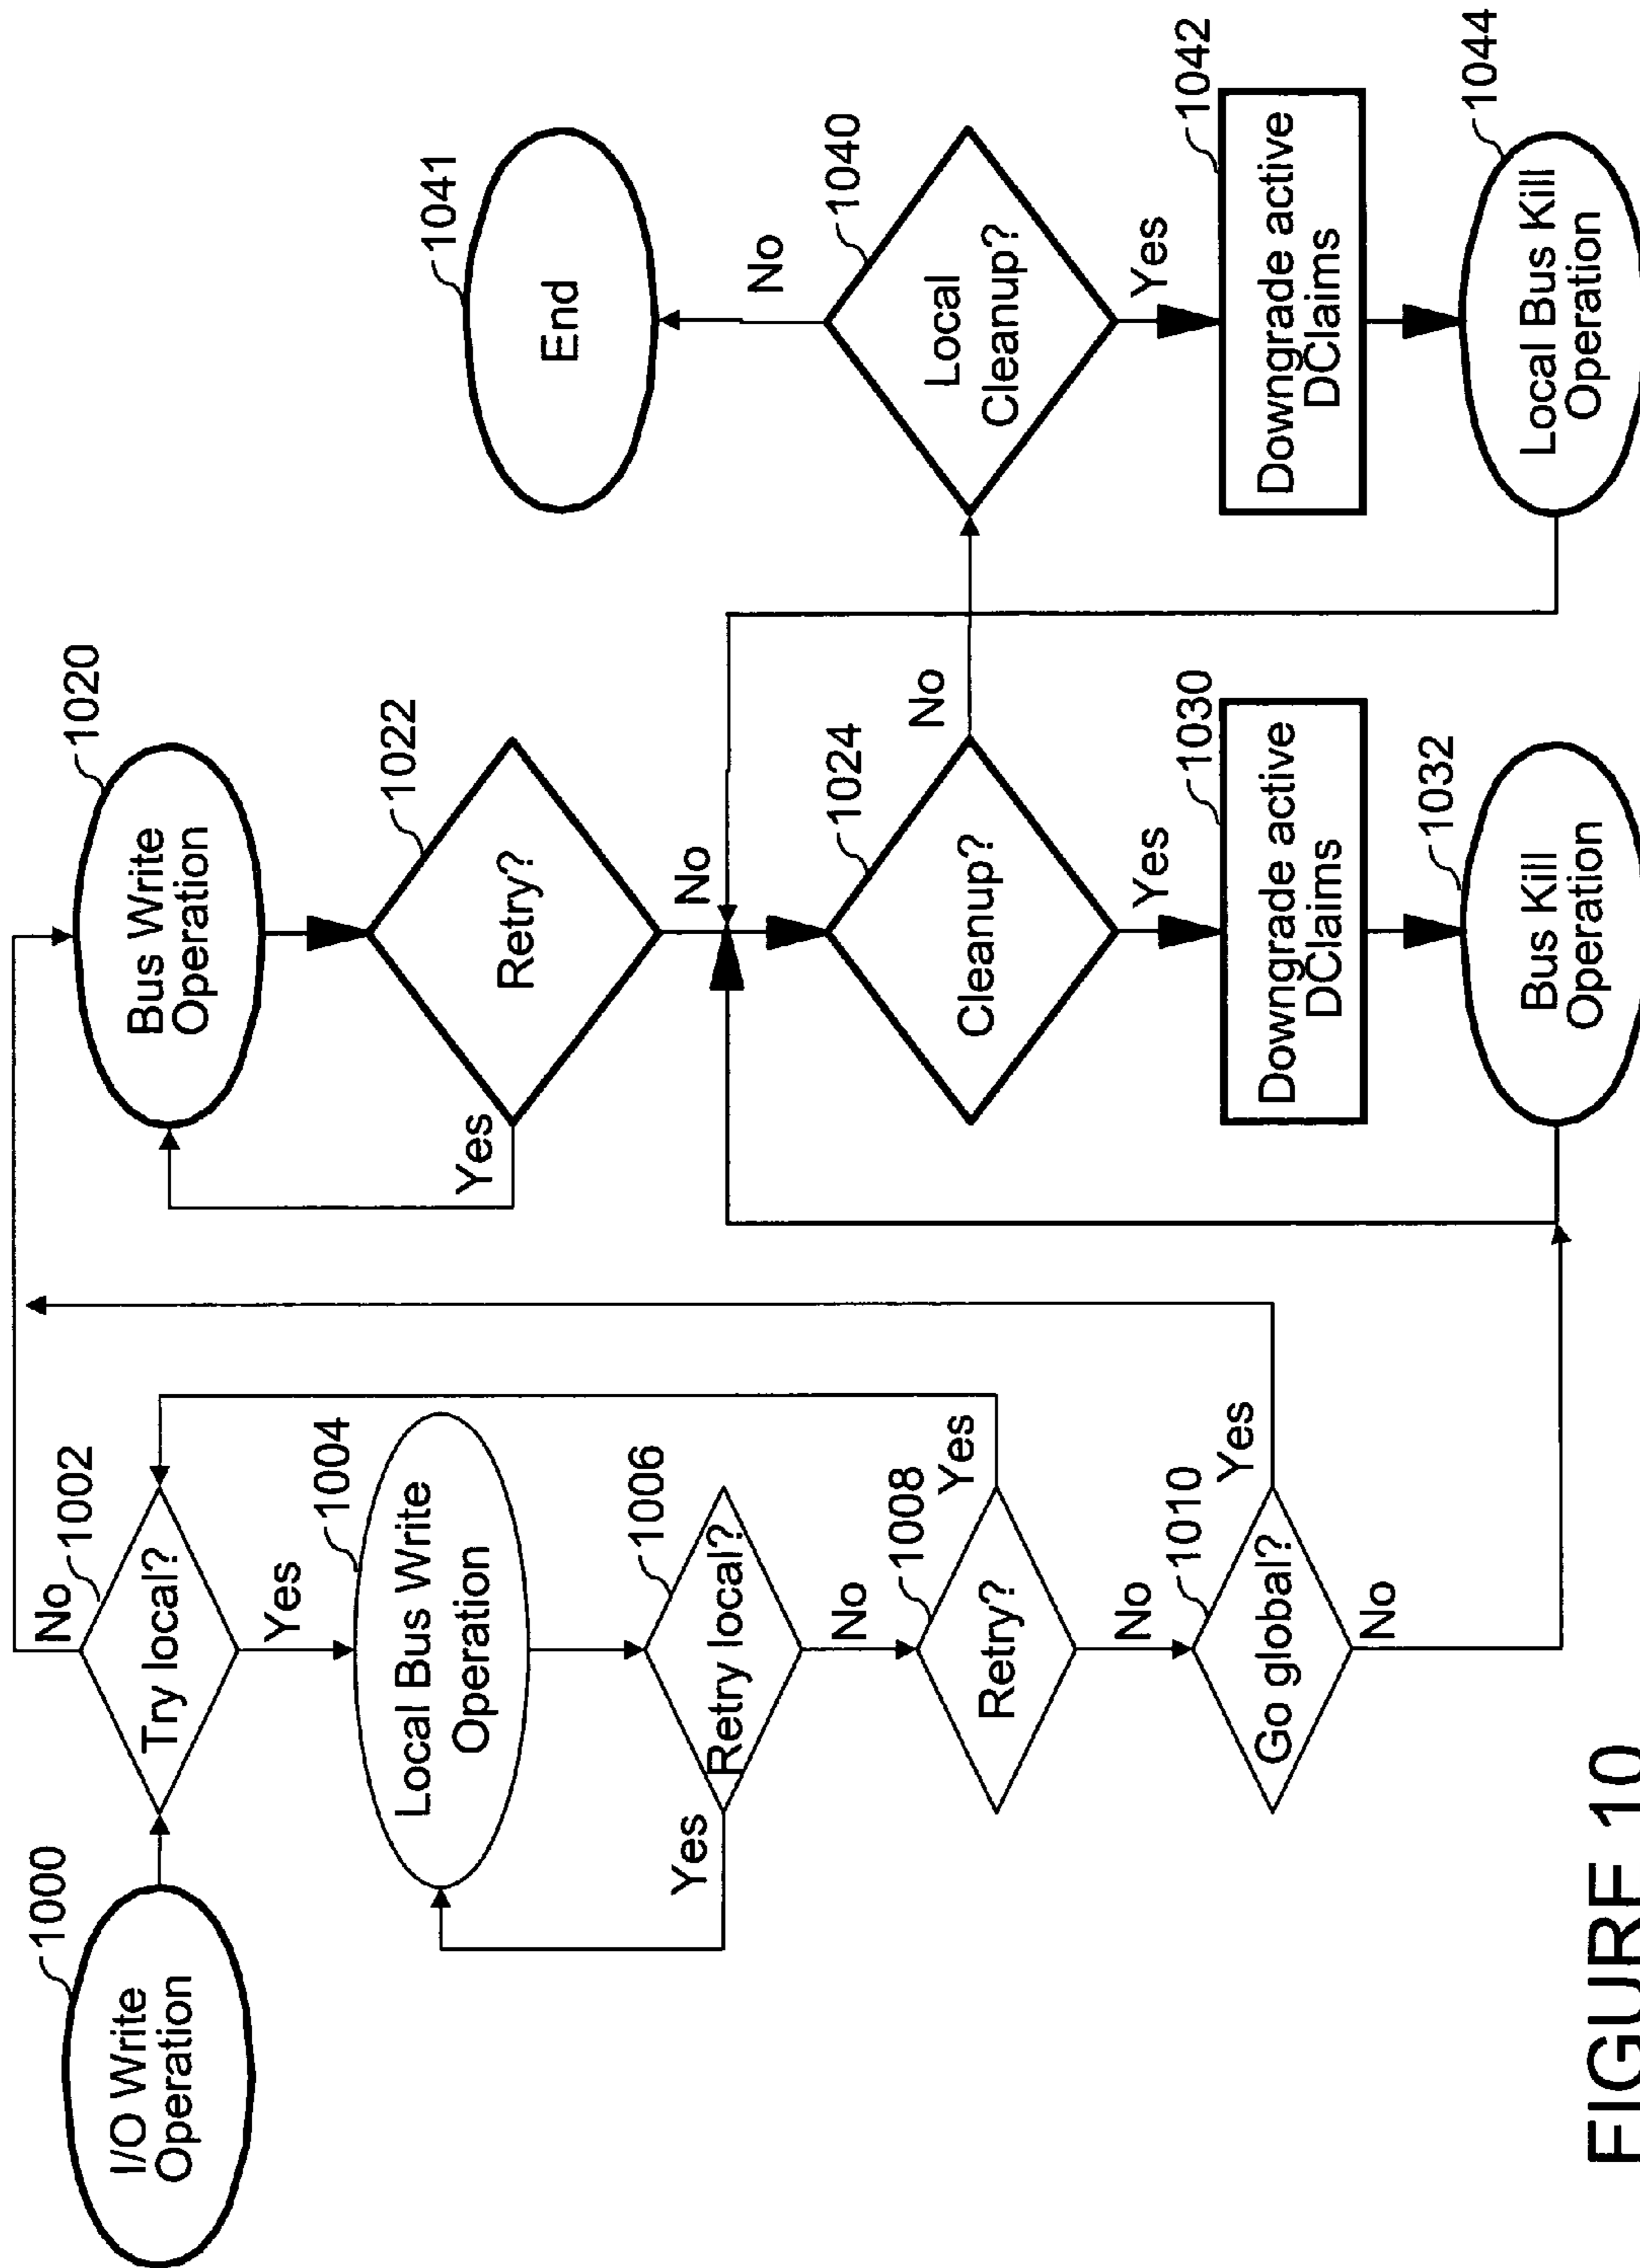 1000
I/O Write
Operation
No
1002
Try local?
Yes
1004
Local Bus Write
Operation
1006
Retry local?
Yes
No
1008
Retry?
Yes
No
1010
Go global?
Yes
No
1020
Bus Write
Operation
1022
Retry?
Yes
No
1024
Cleanup?
No
Yes
1030
Downgrade active
DClaims
1032
Bus Kill
Operation
1041
End
No
1040
Local
Cleanup?
Yes
1042
Downgrade active
DClaims
1044
Local Bus Kill
Operation
FIGURE 10